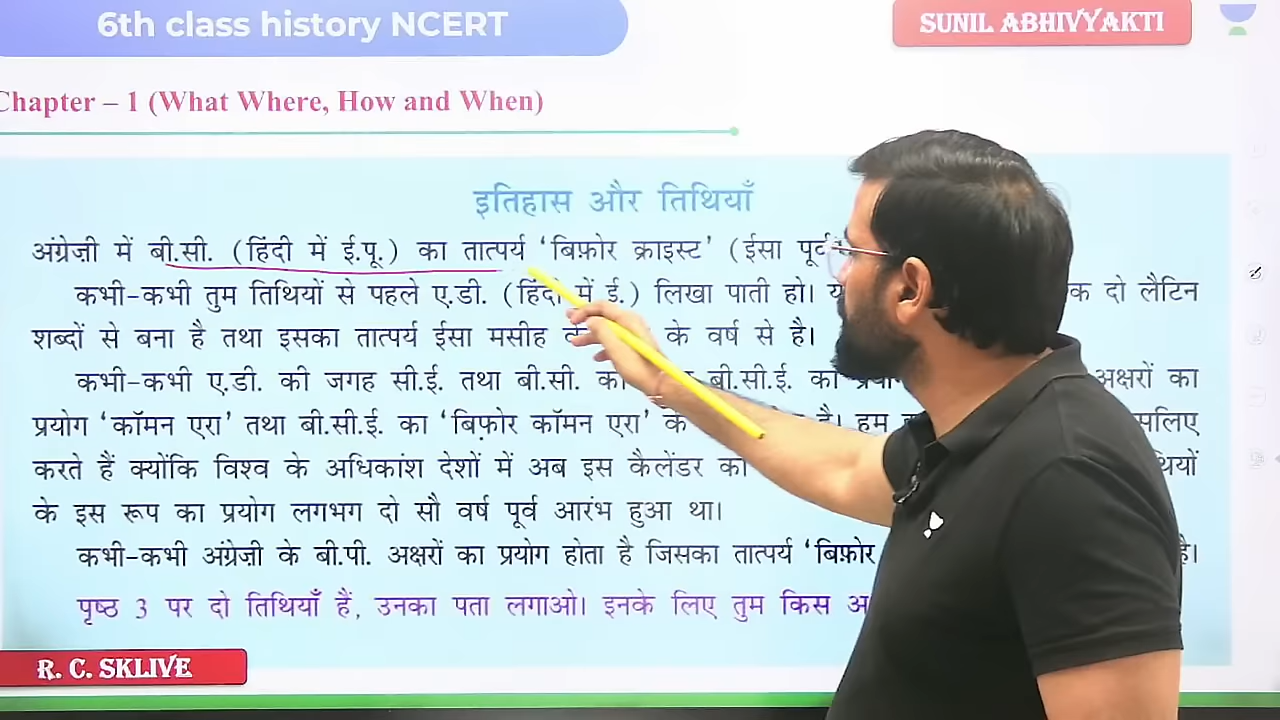 6th class history NCERT
SUNIL ABHIVYAKTI
Chapter – 1 (What Where, How and When)
इतिहास और तिथियाँ
अंग्रेज़ी में बी.सी. (हिंदी में ई.पू.) का तात्पर्य ‘बिफ़ोर क्राइस्ट’ (ईसा
कभी-कभी तुम तिथियों से पहले ए.डी. (हिंदी में ई.) लिखा पाती हो। दो लैटिन
शब्दों से बना है तथा इसका तात्पर्य ईसा मसीह के वर्ष से है।
कभी-कभी ए.डी. की जगह सी.ई. तथा बी.सी. की बी.सी.ई. का अक्षरों का
प्रयोग ‘कॉमन एरा’ तथा बी.सी.ई. का ‘बिफ़ोर कॉमन एरा’ के है। हम
करते हैं क्योंकि विश्व के अधिकांश देशों में अब इस कैलेंडर का
के इस रूप का प्रयोग लगभग दो सौ वर्ष पूर्व आरंभ हुआ था।
कभी-कभी अंग्रेज़ी के बी.पी. अक्षरों का प्रयोग होता है जिसका तात्पर्य ‘बिफ़ोर है।
पृष्ठ 3 पर दो तिथियाँ हैं, उनका पता लगाओ। इनके लिए तुम किस
R. C. SKLIVE